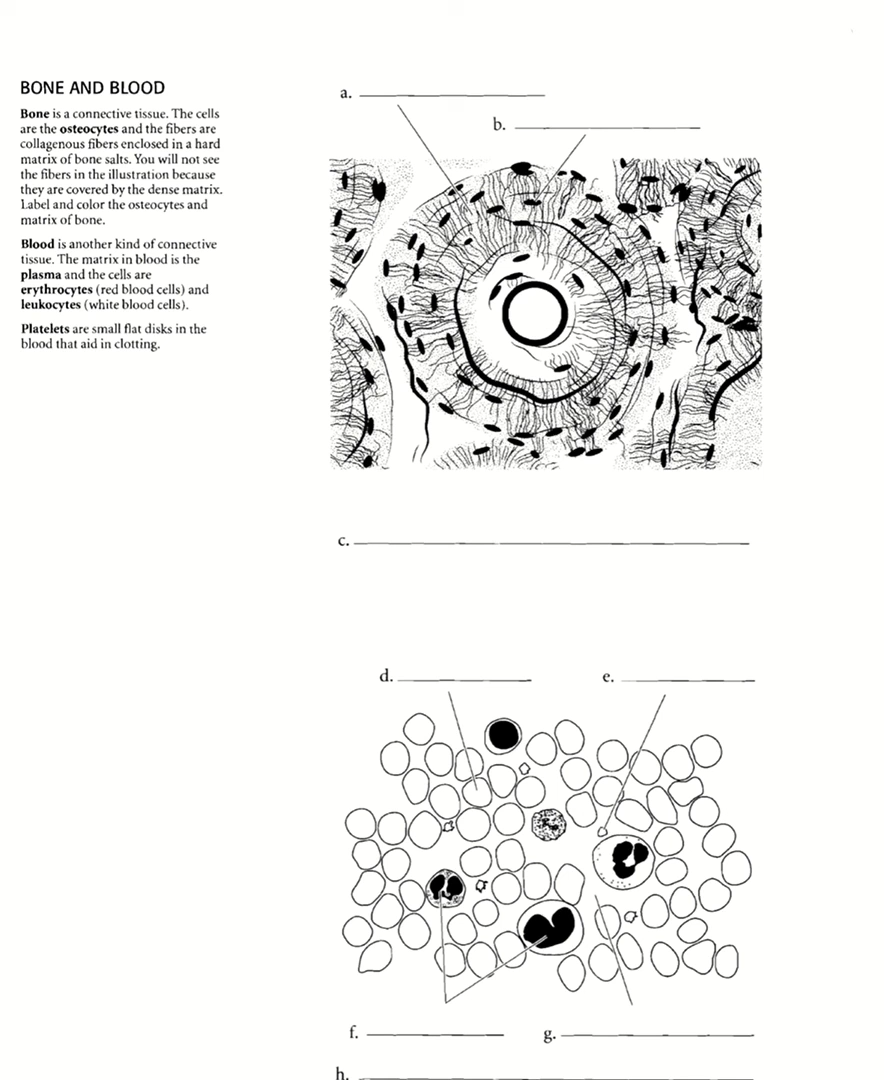 BONE AND BLOOD
Bone is a connective tissue. The cells
are the osteocytes and the fibers are
collagenous fibers enclosed in a hard
matrix of bone salts. You will not see
the fibers in the illustration because
they are covered by the dense matrix.
Label and color the osteocytes and
matrix of bone.
Blood is another kind of connective
tissue. The matrix in blood is the
plasma and the cells are
erythrocytes (red blood cells) and
leukocytes (white blood cells).
Platelets are small flat disks in the
blood that aid in clotting.
a.
b.
c.
d.
e.
f.
g.
h.